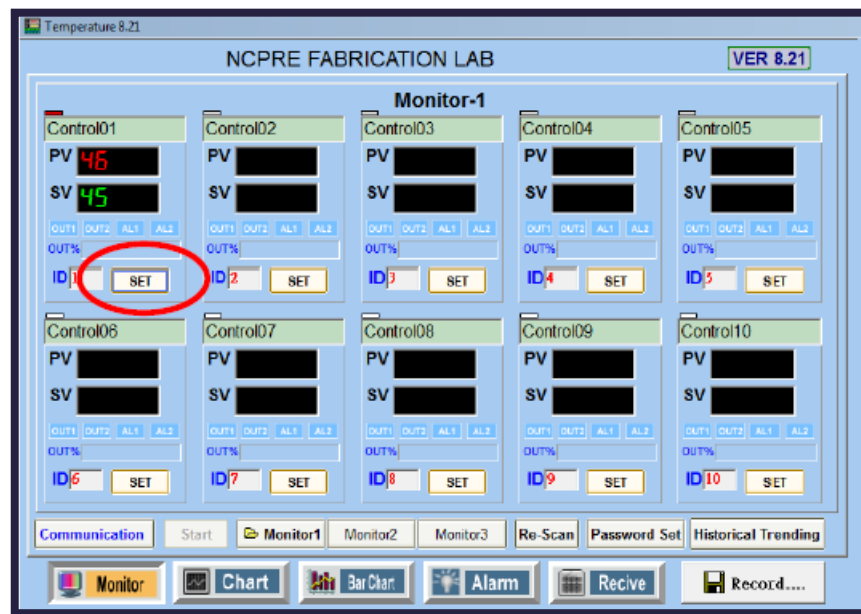 Temperature 8.21
NCPRE FABRICATION LAB VER 8.21
Monitor-1
Control01 Control02 Control03 Control04 Control05
PV 46 PV PV PV PV
SV 45 SV SV SV SV
OUT1 OUT2 AL1 AL2 OUT1 OUT2 AL1 AL2 OUT1 OUT2 AL1 AL2 OUT1 OUT2 AL1 AL2 OUT1 OUT2 AL1 AL2
OUT% OUT% OUT% OUT% OUT%
ID 1 SET ID 2 SET ID 3 SET ID 4 SET ID 5 SET
Control06 Control07 Control08 Control09 Control10
PV PV PV PV PV
SV SV SV SV SV
OUT1 OUT2 AL1 AL2 OUT1 OUT2 AL1 AL2 OUT1 OUT2 AL1 AL2 OUT1 OUT2 AL1 AL2 OUT1 OUT2 AL1 AL2
OUT% OUT% OUT% OUT% OUT%
ID 6 SET ID 7 SET ID 8 SET ID 9 SET ID 10 SET
Communication Start Monitor1 Monitor2 Monitor3 Re-Scan Password Set Historical Trending
Monitor Chart Bar Chart Alarm Recive Record....